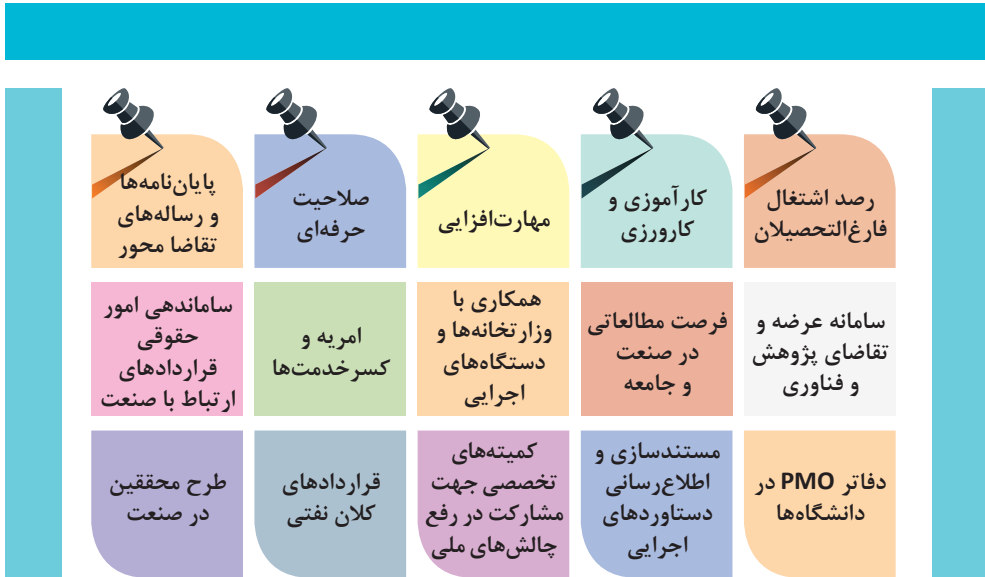 رصد اشتغال
فارغ‌التحصیلان
کارآموزی و
کارورزی
مهارت‌افزایی
صلاحیت
حرفه‌ای
پایان‌نامه‌ها
و رساله‌های
تقاضا محور
سامانه عرضه و
تقاضای پژوهش
و فناوری
فرصت مطالعاتی
در صنعت
و جامعه
همکاری با
وزارتخانه‌ها و
دستگاه‌های
اجرایی
امریه و
کسرخدمت‌ها
ساماندهی امور
حقوقی
قراردادهای
ارتباط با صنعت
دفاتر PMO در
دانشگاه‌ها
مستندسازی و
اطلاع‌رسانی
دستاوردهای
اجرایی
کمیته‌های
تخصصی جهت
مشارکت در رفع
چالش‌های ملی
قراردادهای
کلان نفتی
طرح محققین
در صنعت